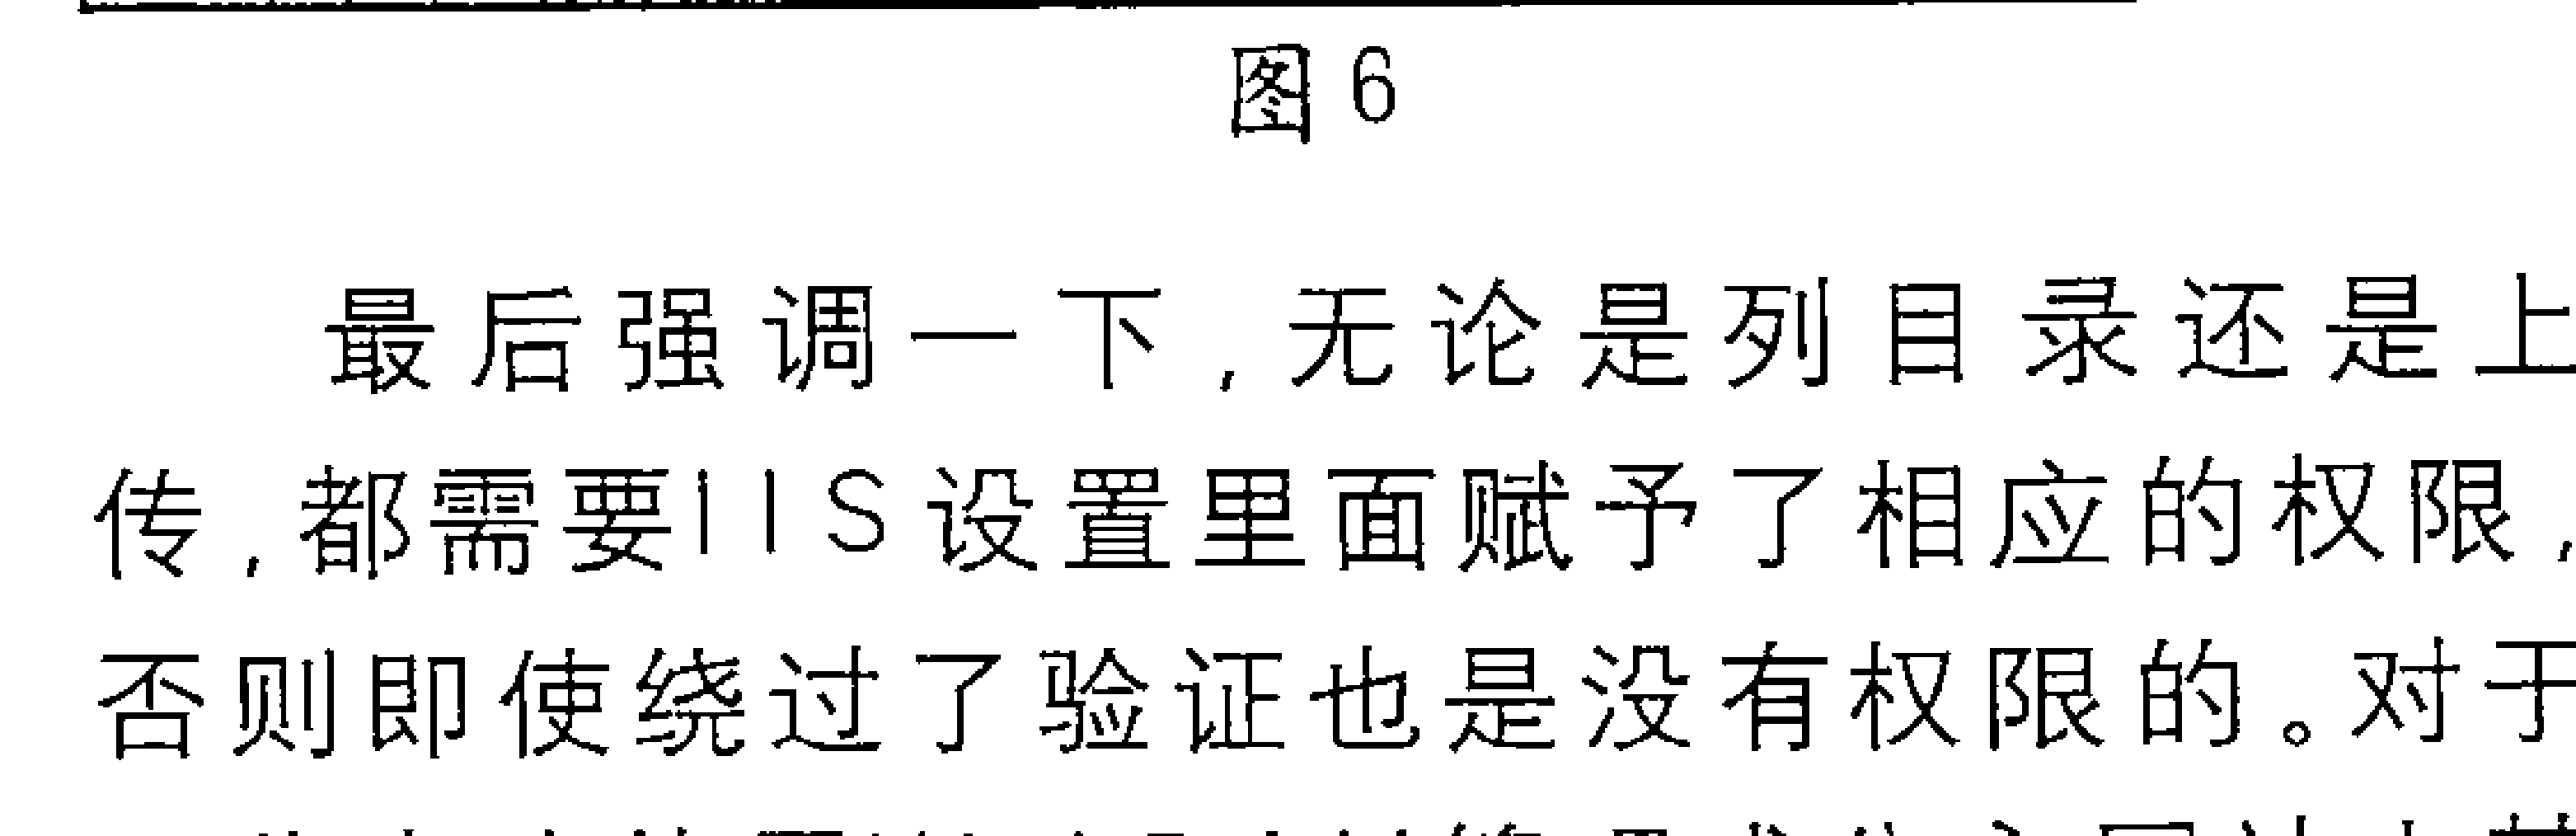 图6
最后强调一下,无论是列目录还是上
传,都需要IIS设置里面赋予了相应的权限,
否则即使绕过了验证也是没有权限的。对于